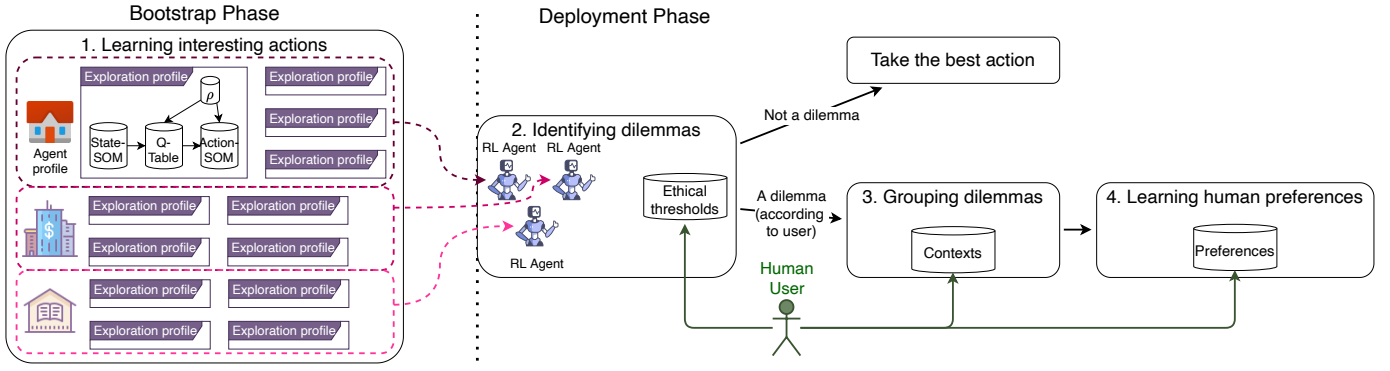 Bootstrap Phase
1. Learning interesting actions
Exploration profile
ρ
State-
SOM
Q-
Table
Action-
SOM
Agent
profile
Exploration profile
Exploration profile
Exploration profile
Exploration profile
Exploration profile
Exploration profile
Exploration profile
Exploration profile
Exploration profile
Exploration profile
Exploration profile
Deployment Phase
2. Identifying dilemmas
RL Agent
RL Agent
RL Agent
Ethical
thresholds
Not a dilemma
Take the best action
A dilemma
(according
to user)
3. Grouping dilemmas
Contexts
4. Learning human preferences
Preferences
Human
User